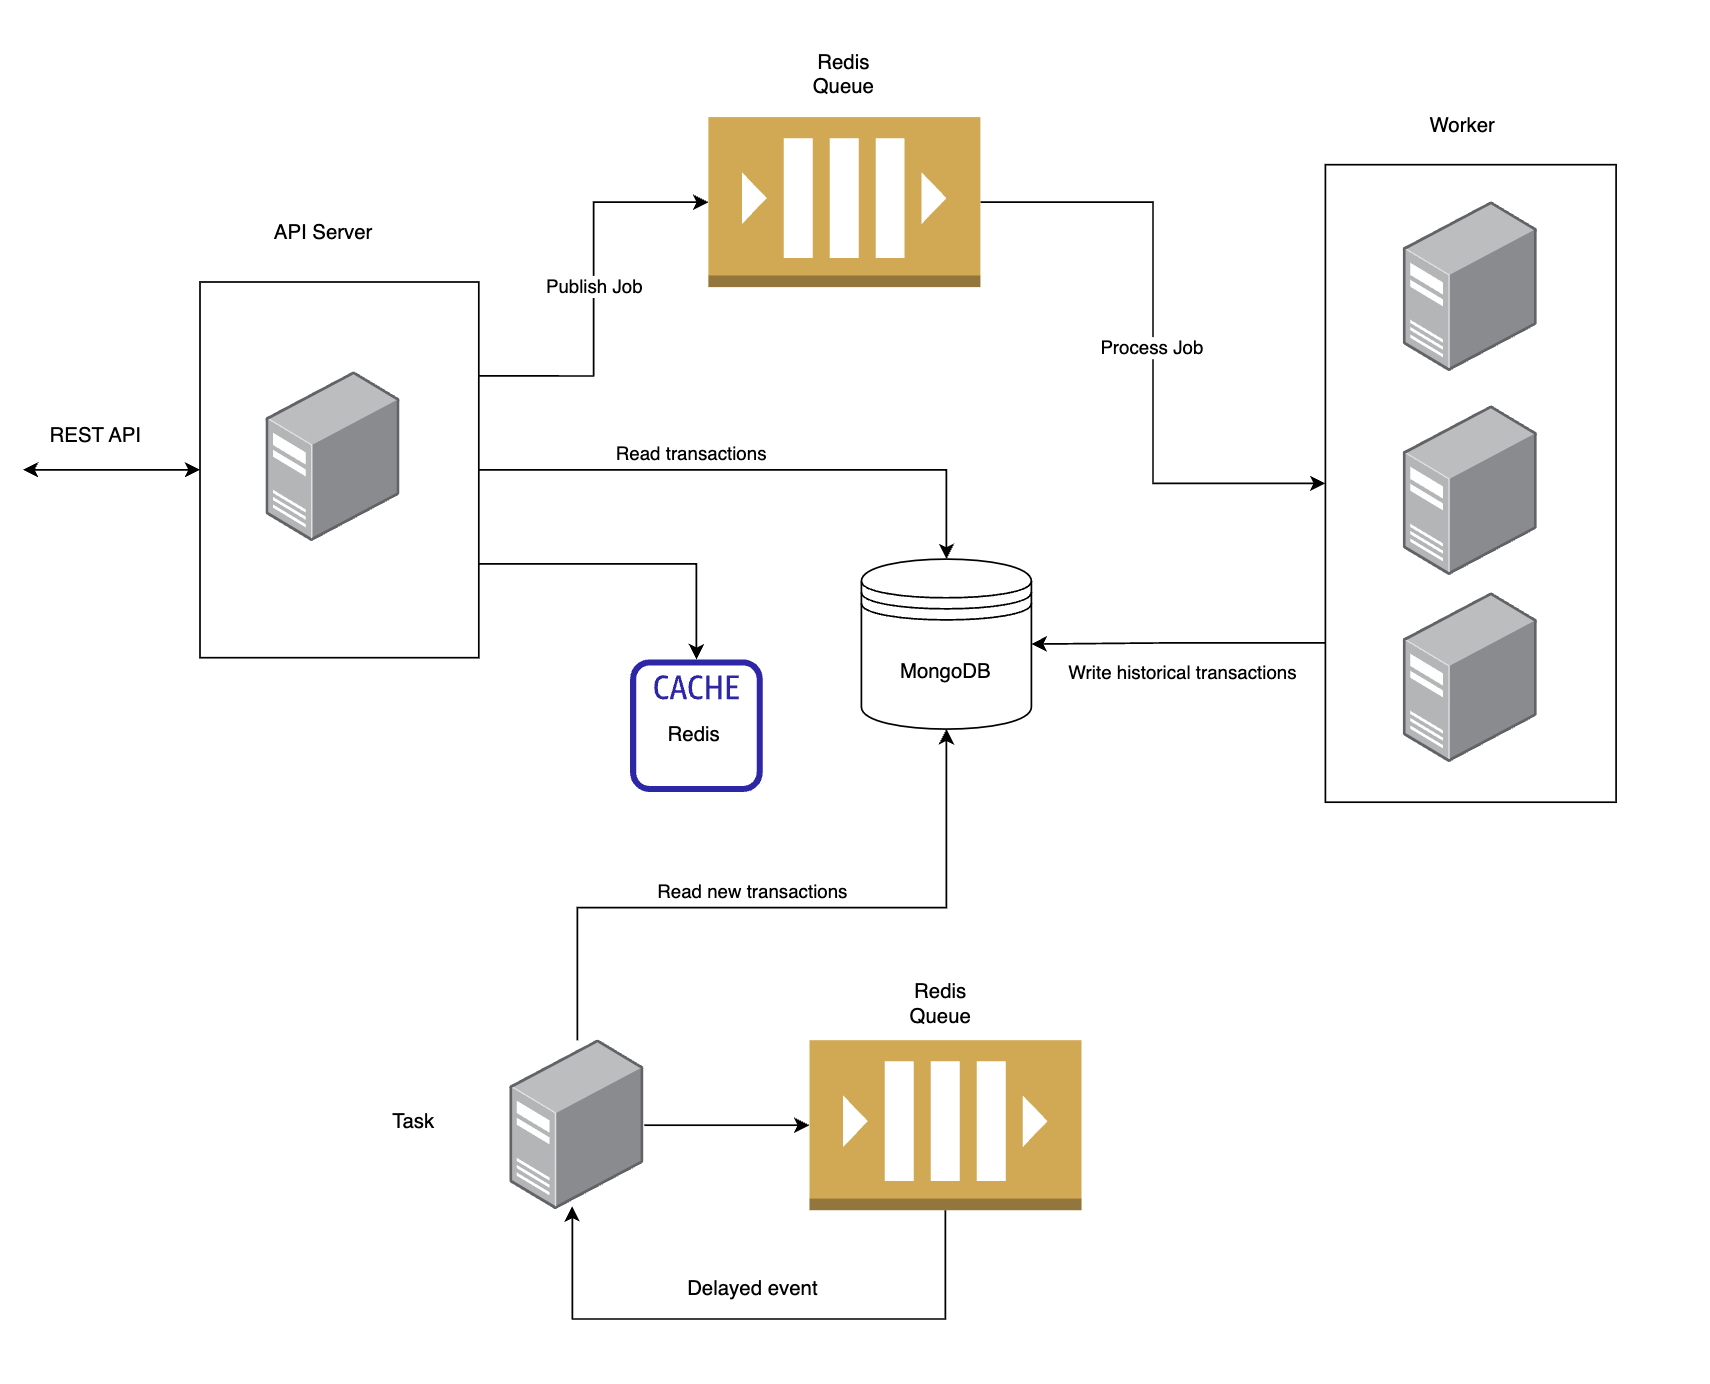 Redis
Queue
Worker
API Server
Publish Job
Process Job
REST API
Read transactions
CACHE
Redis
MongoDB
Write historical transactions
Read new transactions
Redis
Queue
Task
Delayed event